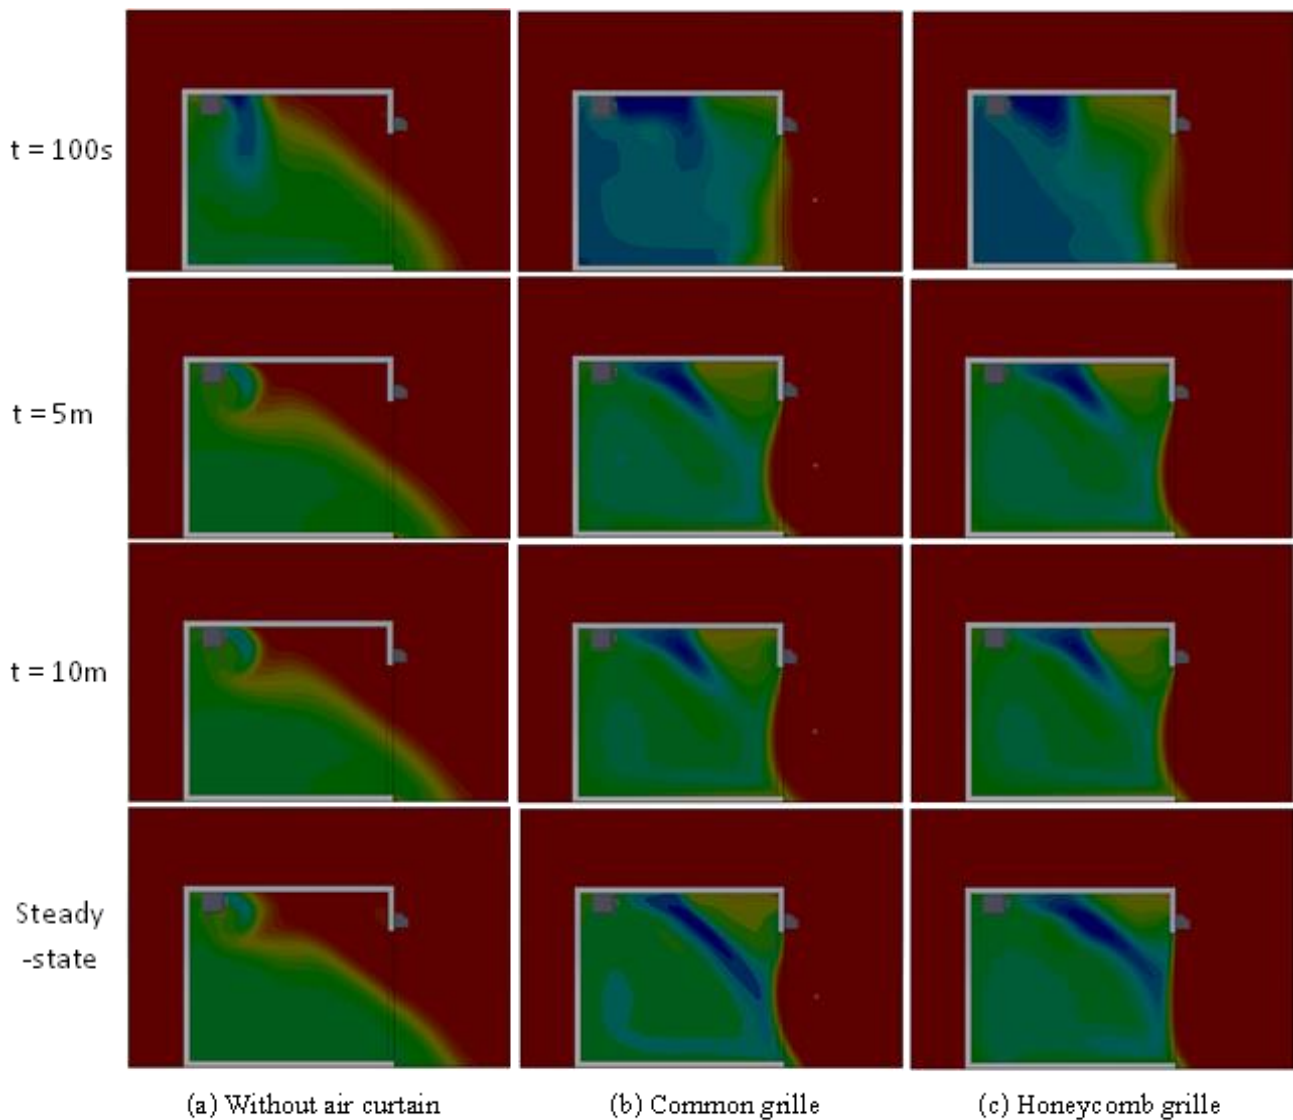 t = 100s
t = 5m
t = 10m
Steady
-state
(a) Without air curtain
(b) Common grille
(c) Honeycomb grille